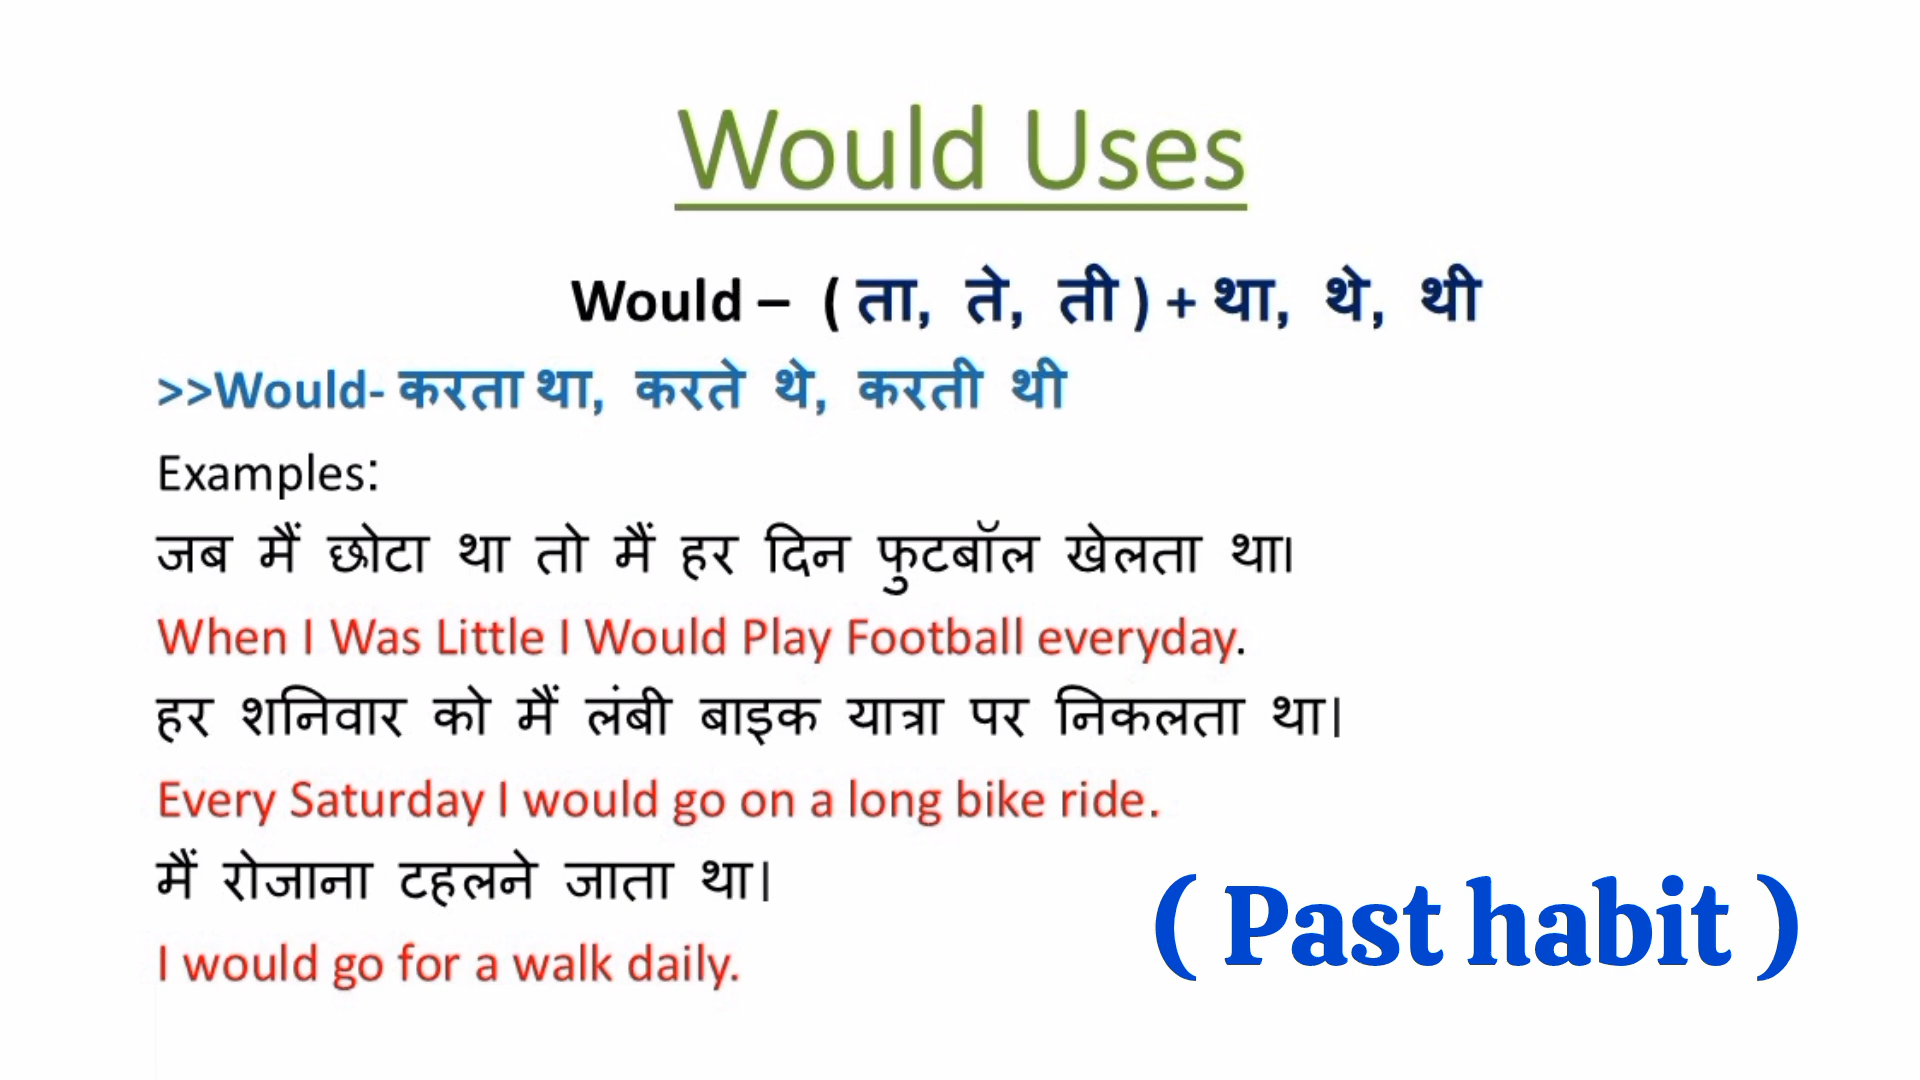 Would Uses
Would – ( ता, ते, ती ) + था, थे, थी
>>Would- करता था, करते थे, करती थी
Examples:
जब मैं छोटा था तो मैं हर दिन फुटबॉल खेलता था।
When I Was Little I Would Play Football everyday.
हर शनिवार को मैं लंबी बाइक यात्रा पर निकलता था|
Every Saturday I would go on a long bike ride.
मैं रोजाना टहलने जाता था|
I would go for a walk daily.
( Past habit )